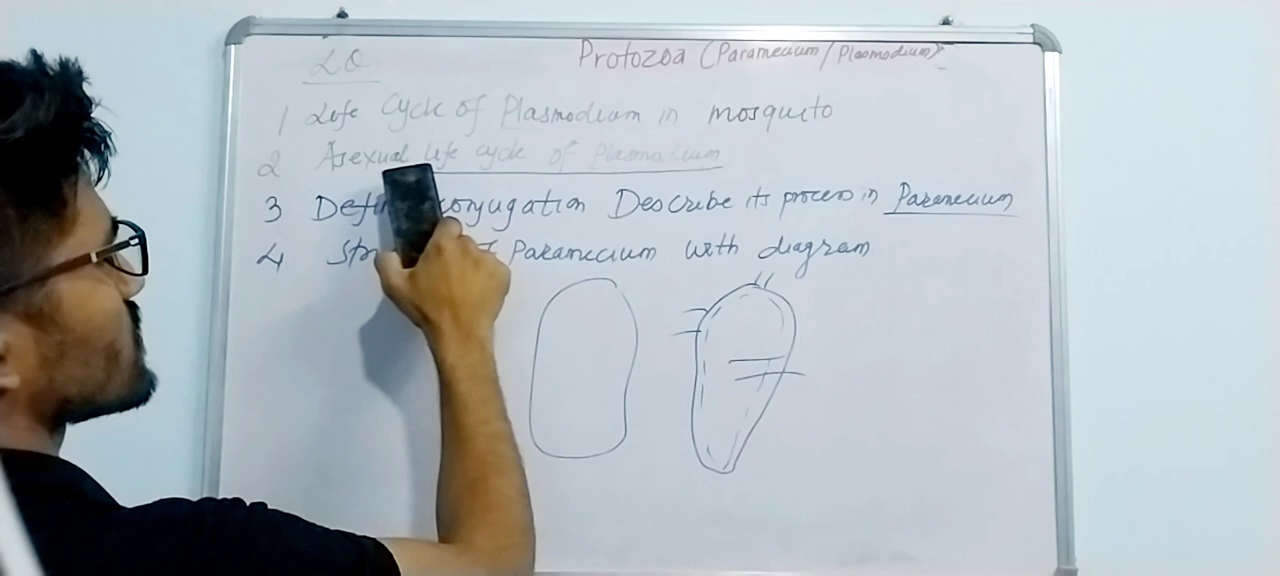 Protozoa (Paramecium / Plasmodium)
LQ
1 Life Cycle of Plasmodium in mosquito
2 Asexual life cycle of Plasmodium
3 conjugation Describe its process in Paramecium
4 Paramecium with diagram